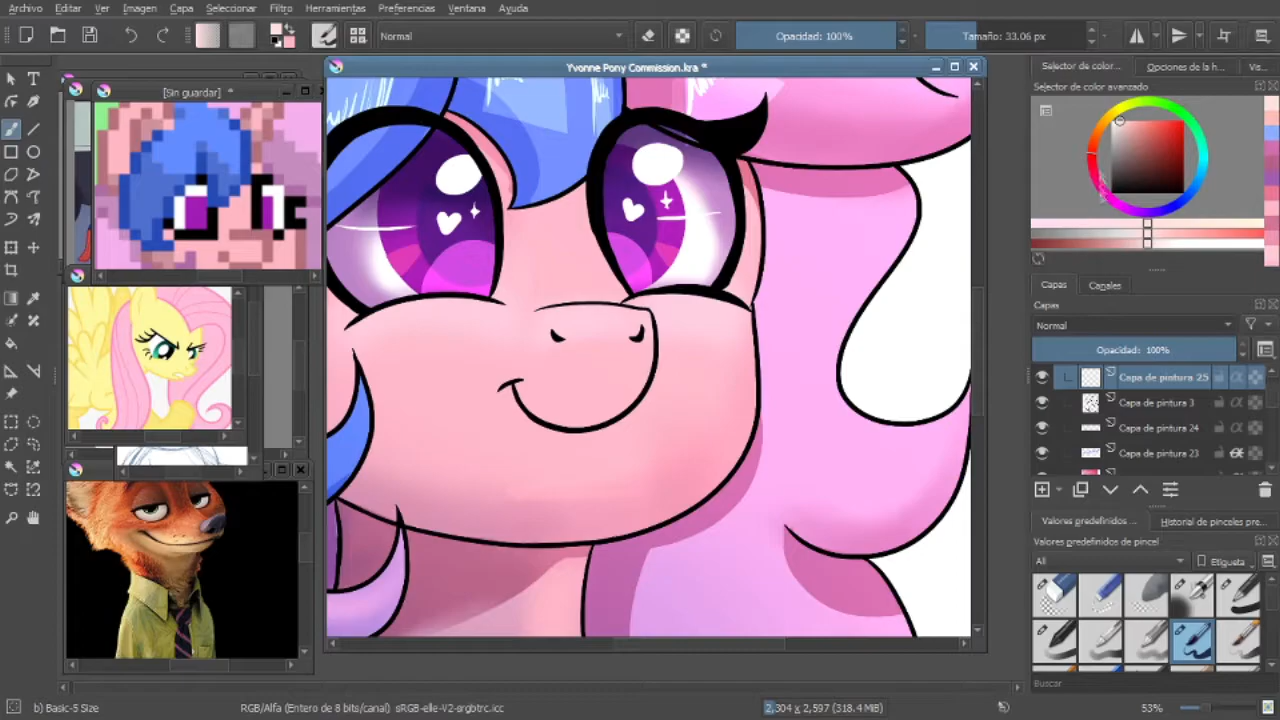 Archivo Editar Ver Imagen Capa Seleccionar Filtro Herramientas Preferencias Ventana Ayuda
Normal
Opacidad: 100%
Tamaño: 33.06 px
[Sin guardar] *
Yvonne Pony Commission.kra *
Selector de color...
Opciones de la h...
Vis...
Selector de color avanzado
Capas
Canales
Capas
Normal
Opacidad: 100%
Capa de pintura 25
Capa de pintura 3
Capa de pintura 24
Capa de pintura 23
Valores predefinidos ...
Historial de pinceles pre...
Valores predefinidos de pincel
All
Etiqueta
Buscar
b) Basic-5 Size
RGB/Alfa (Entero de 8 bits/canal) sRGB-elle-V2-srgbtrc.icc
2,304 x 2,597 (318.4 MiB)
53%